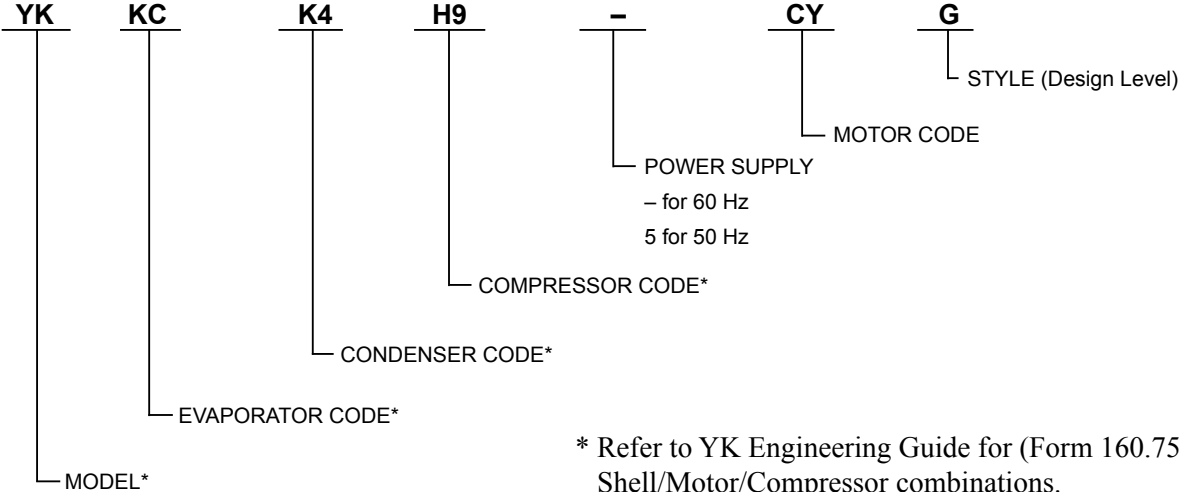 YK KC K4 H9 – CY G
STYLE (Design Level)
MOTOR CODE
POWER SUPPLY
– for 60 Hz
5 for 50 Hz
COMPRESSOR CODE*
CONDENSER CODE*
EVAPORATOR CODE*
* Refer to YK Engineering Guide for (Form 160.75
MODEL*
Shell/Motor/Compressor combinations.